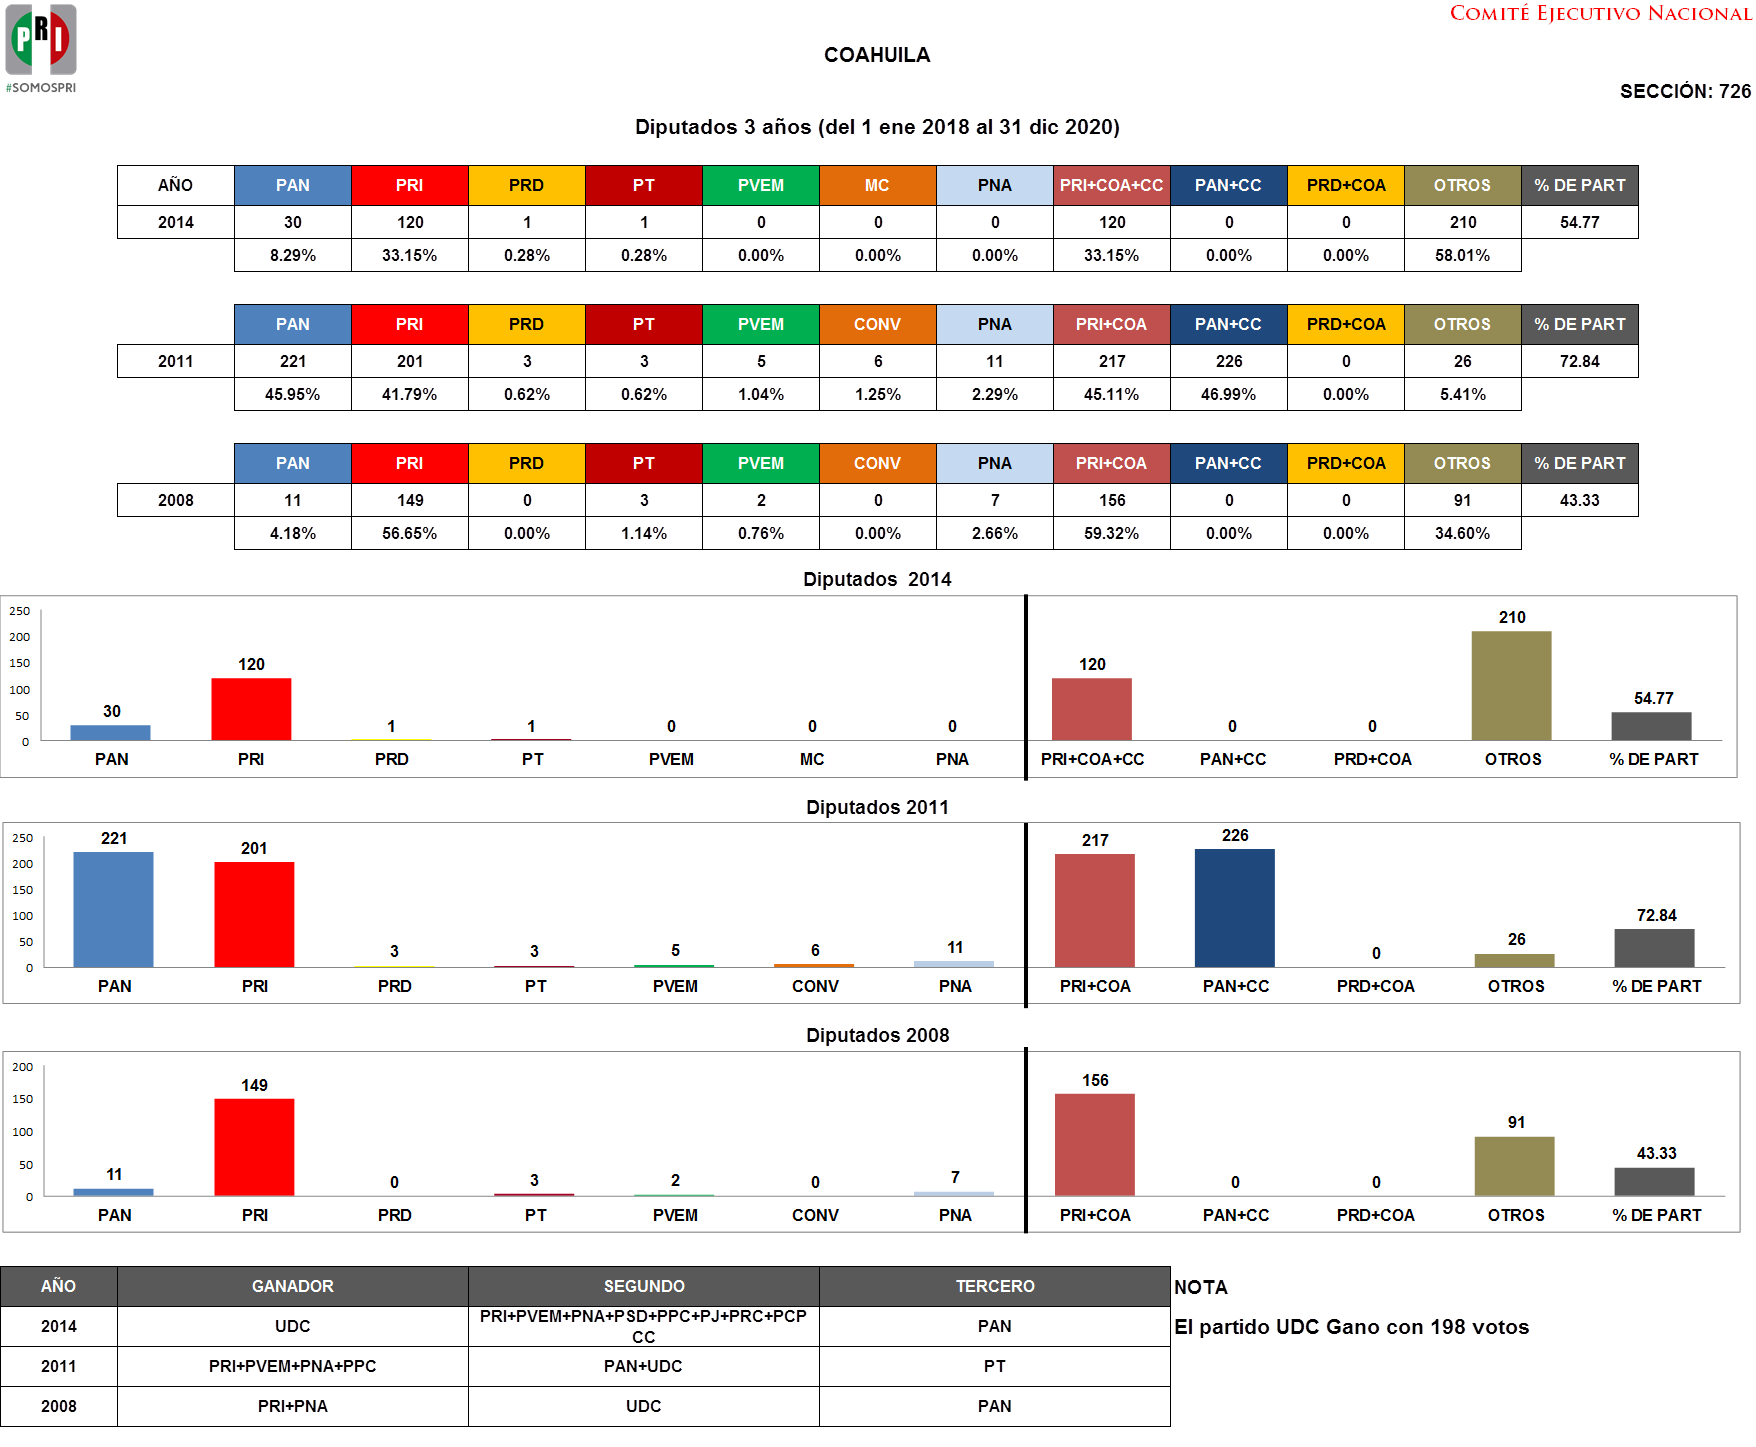 PRI
#SOMOSPRI
COMITÉ EJECUTIVO NACIONAL
COAHUILA
SECCIÓN: 726
Diputados 3 años (del 1 ene 2018 al 31 dic 2020)
AÑO PAN PRI PRD PT PVEM MC PNA PRI+COA+CC PAN+CC PRD+COA OTROS % DE PART
2014 30 120 1 1 0 0 0 120 0 0 210 54.77
8.29% 33.15% 0.28% 0.28% 0.00% 0.00% 0.00% 33.15% 0.00% 0.00% 58.01%
PAN PRI PRD PT PVEM CONV PNA PRI+COA PAN+CC PRD+COA OTROS % DE PART
2011 221 201 3 3 5 6 11 217 226 0 26 72.84
45.95% 41.79% 0.62% 0.62% 1.04% 1.25% 2.29% 45.11% 46.99% 0.00% 5.41%
PAN PRI PRD PT PVEM CONV PNA PRI+COA PAN+CC PRD+COA OTROS % DE PART
2008 11 149 0 3 2 0 7 156 0 0 91 43.33
4.18% 56.65% 0.00% 1.14% 0.76% 0.00% 2.66% 59.32% 0.00% 0.00% 34.60%
Diputados 2014
250
200
150
100
50
0
30 120 1 1 0 0 0 120 0 0 210 54.77
PAN PRI PRD PT PVEM MC PNA PRI+COA+CC PAN+CC PRD+COA OTROS % DE PART
Diputados 2011
250
200
150
100
50
0
221 201 3 3 5 6 11 217 226 0 26 72.84
PAN PRI PRD PT PVEM CONV PNA PRI+COA PAN+CC PRD+COA OTROS % DE PART
Diputados 2008
200
150
100
50
0
11 149 0 3 2 0 7 156 0 0 91 43.33
PAN PRI PRD PT PVEM CONV PNA PRI+COA PAN+CC PRD+COA OTROS % DE PART
AÑO GANADOR SEGUNDO TERCERO
2014 UDC PRI+PVEM+PNA+PSD+PPC+PJ+PRC+PCP
CC PAN
2011 PRI+PVEM+PNA+PPC PAN+UDC PT
2008 PRI+PNA UDC PAN
NOTA
El partido UDC Gano con 198 votos